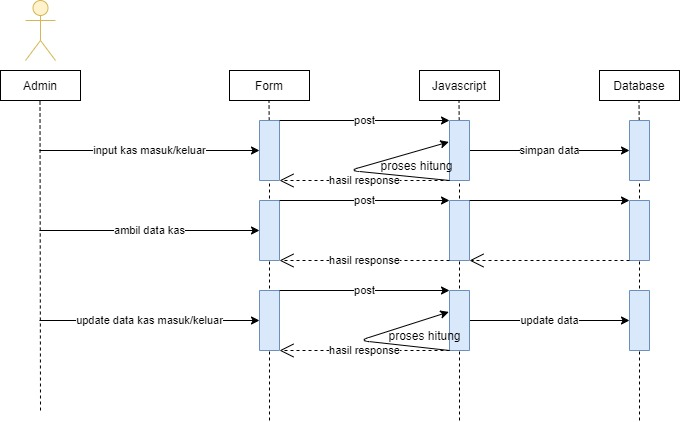 Admin
Form
Javascript
Database
post
input kas masuk/keluar
simpan data
proses hitung
hasil response
post
ambil data kas
hasil response
post
update data kas masuk/keluar
update data
proses hitung
hasil response